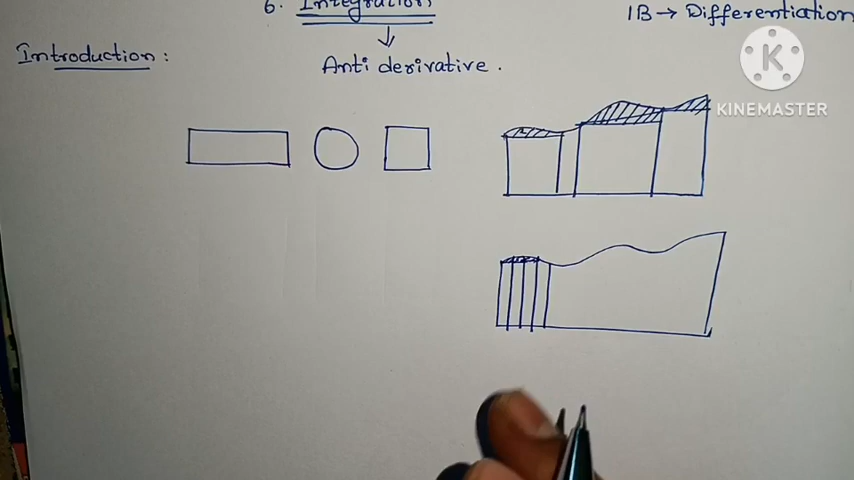 6. Integration
1B → Differentiation
Introduction :
Anti derivative .
KINEMASTER